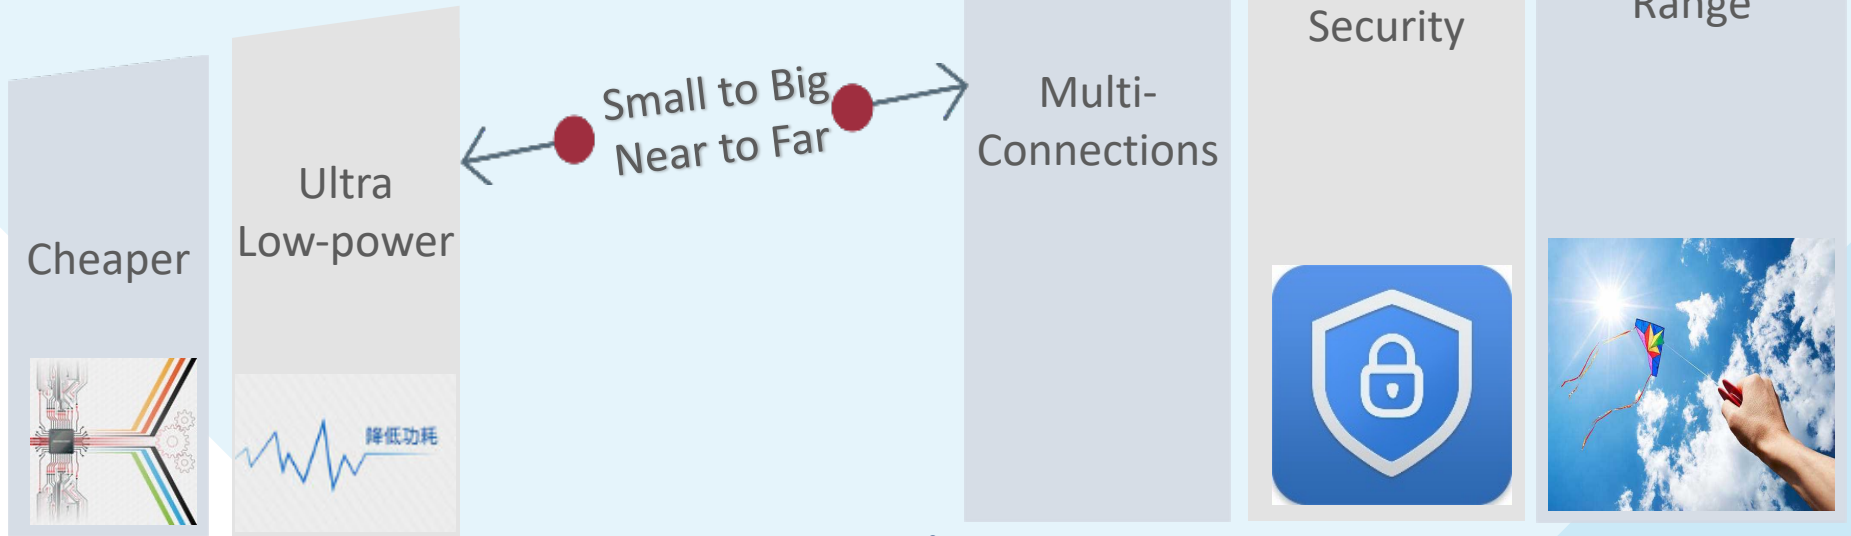 Cheaper
Ultra
Low-power
降低功耗
Small to Big
Near to Far
Multi-
Connections
Security
Range